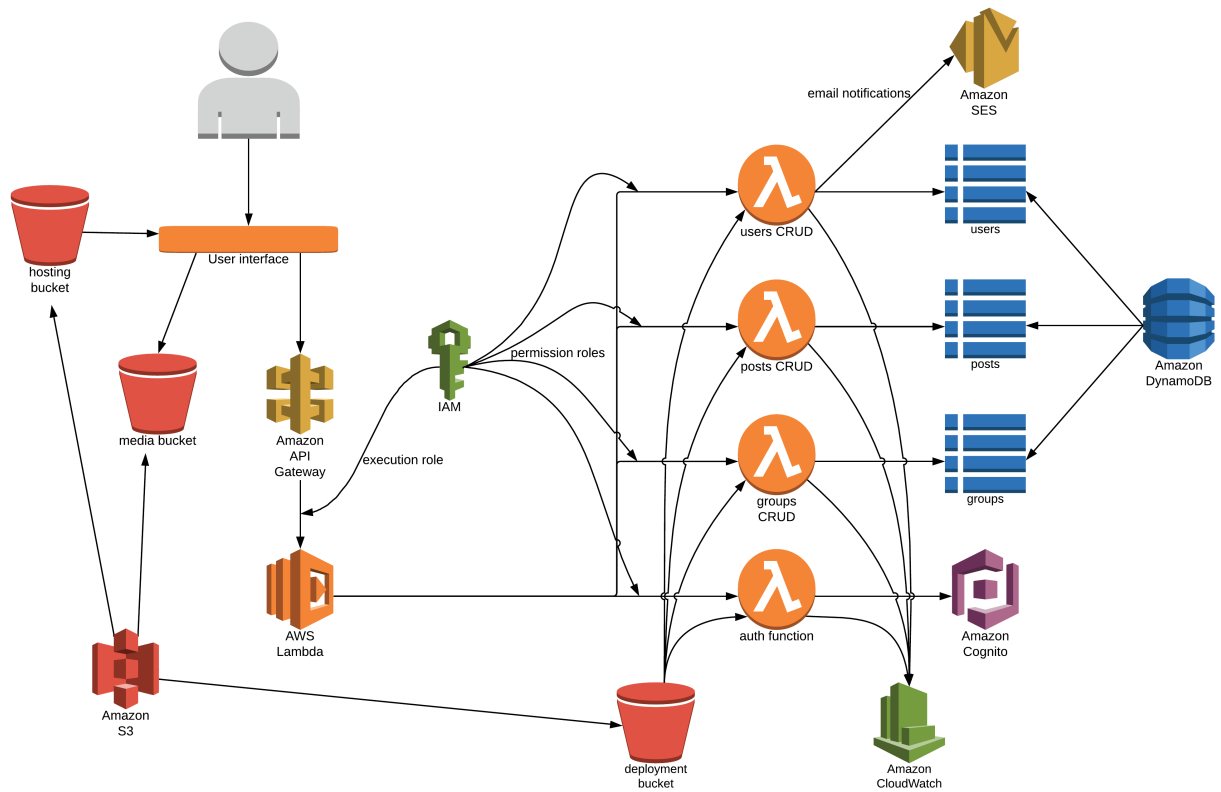 email notifications
Amazon
SES
users CRUD
users
User interface
hosting
bucket
posts CRUD
posts
Amazon
DynamoDB
permission roles
IAM
media bucket
Amazon
API
Gateway
execution role
groups
CRUD
groups
AWS
Lambda
auth function
Amazon
Cognito
Amazon
S3
deployment
bucket
Amazon
CloudWatch